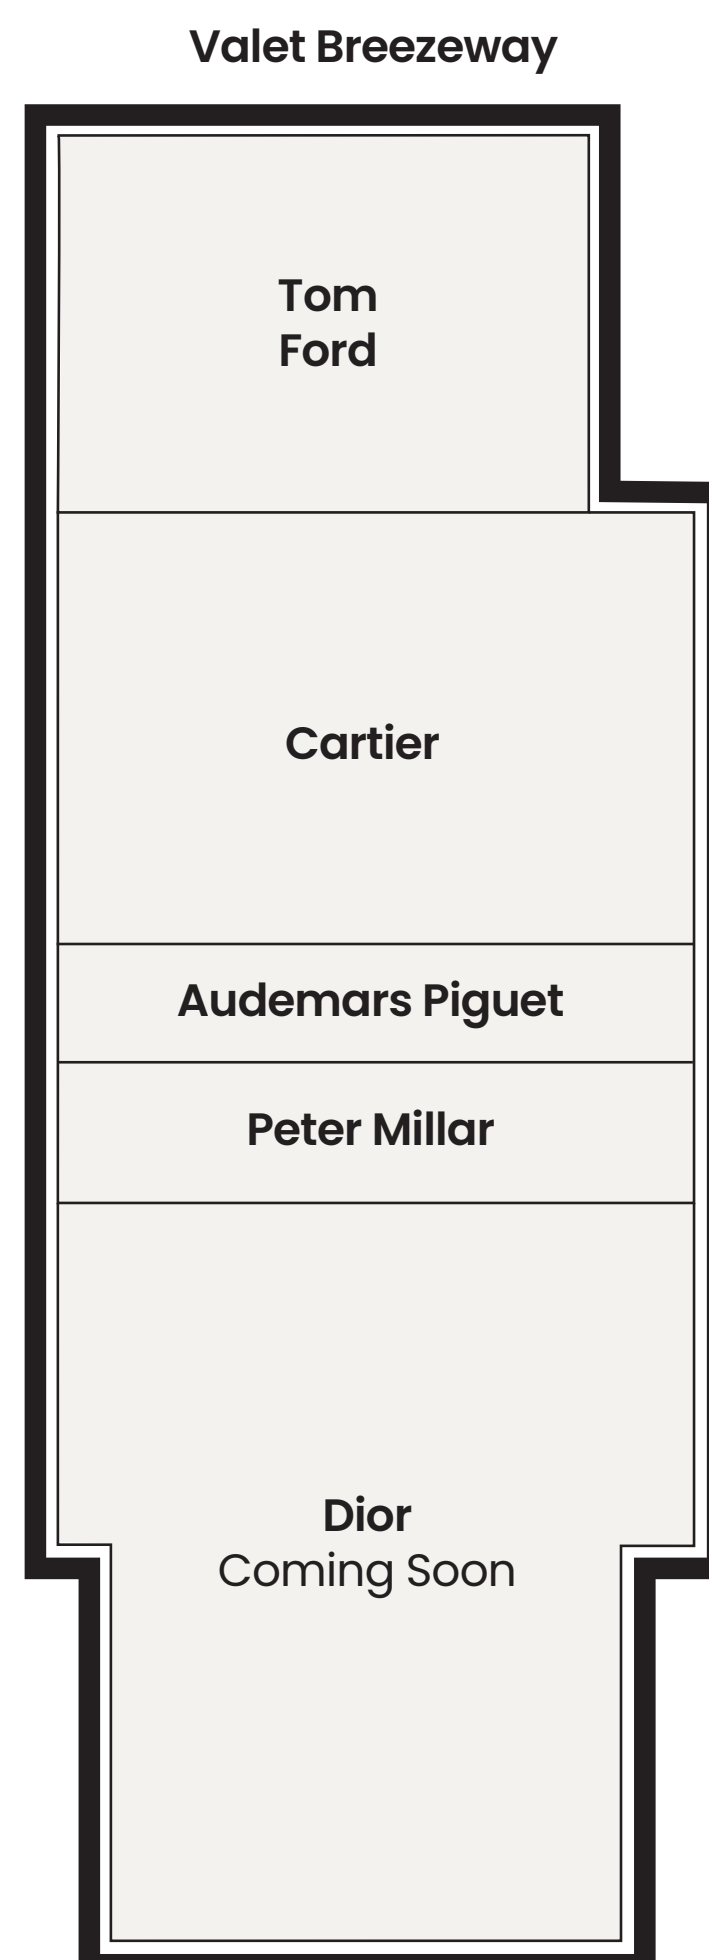 Valet Breezeway
Tom
Ford
Cartier
Audemars Piguet
Peter Millar
Dior
Coming Soon